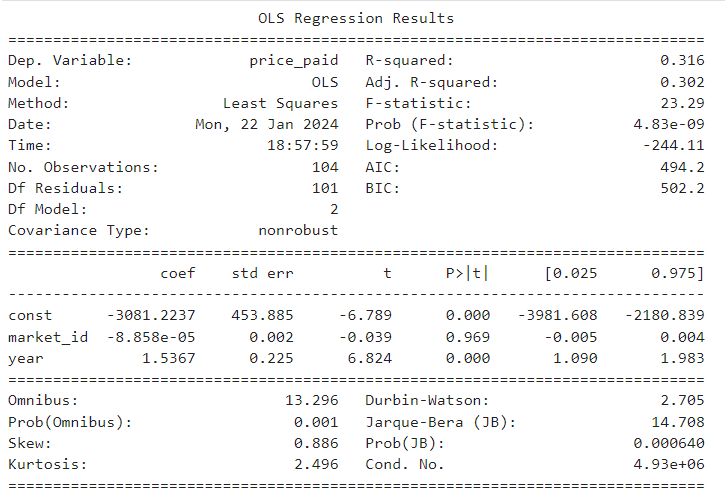 OLS Regression Results
==============================================================================
Dep. Variable:             price_paid   R-squared:                       0.316
Model:                            OLS   Adj. R-squared:                  0.302
Method:                 Least Squares   F-statistic:                     23.29
Date:                Mon, 22 Jan 2024   Prob (F-statistic):           4.83e-09
Time:                        18:57:59   Log-Likelihood:                -244.11
No. Observations:                 104   AIC:                             494.2
Df Residuals:                     101   BIC:                             502.2
Df Model:                           2
Covariance Type:            nonrobust
==============================================================================
                 coef    std err          t      P>|t|      [0.025      0.975]
------------------------------------------------------------------------------
const      -3081.2237    453.885     -6.789      0.000   -3981.608   -2180.839
market_id  -8.858e-05      0.002     -0.039      0.969      -0.005       0.004
year           1.5367      0.225      6.824      0.000       1.090       1.983
==============================================================================
Omnibus:                       13.296   Durbin-Watson:                   2.705
Prob(Omnibus):                  0.001   Jarque-Bera (JB):               14.708
Skew:                           0.886   Prob(JB):                     0.000640
Kurtosis:                       2.496   Cond. No.                     4.93e+06
==============================================================================